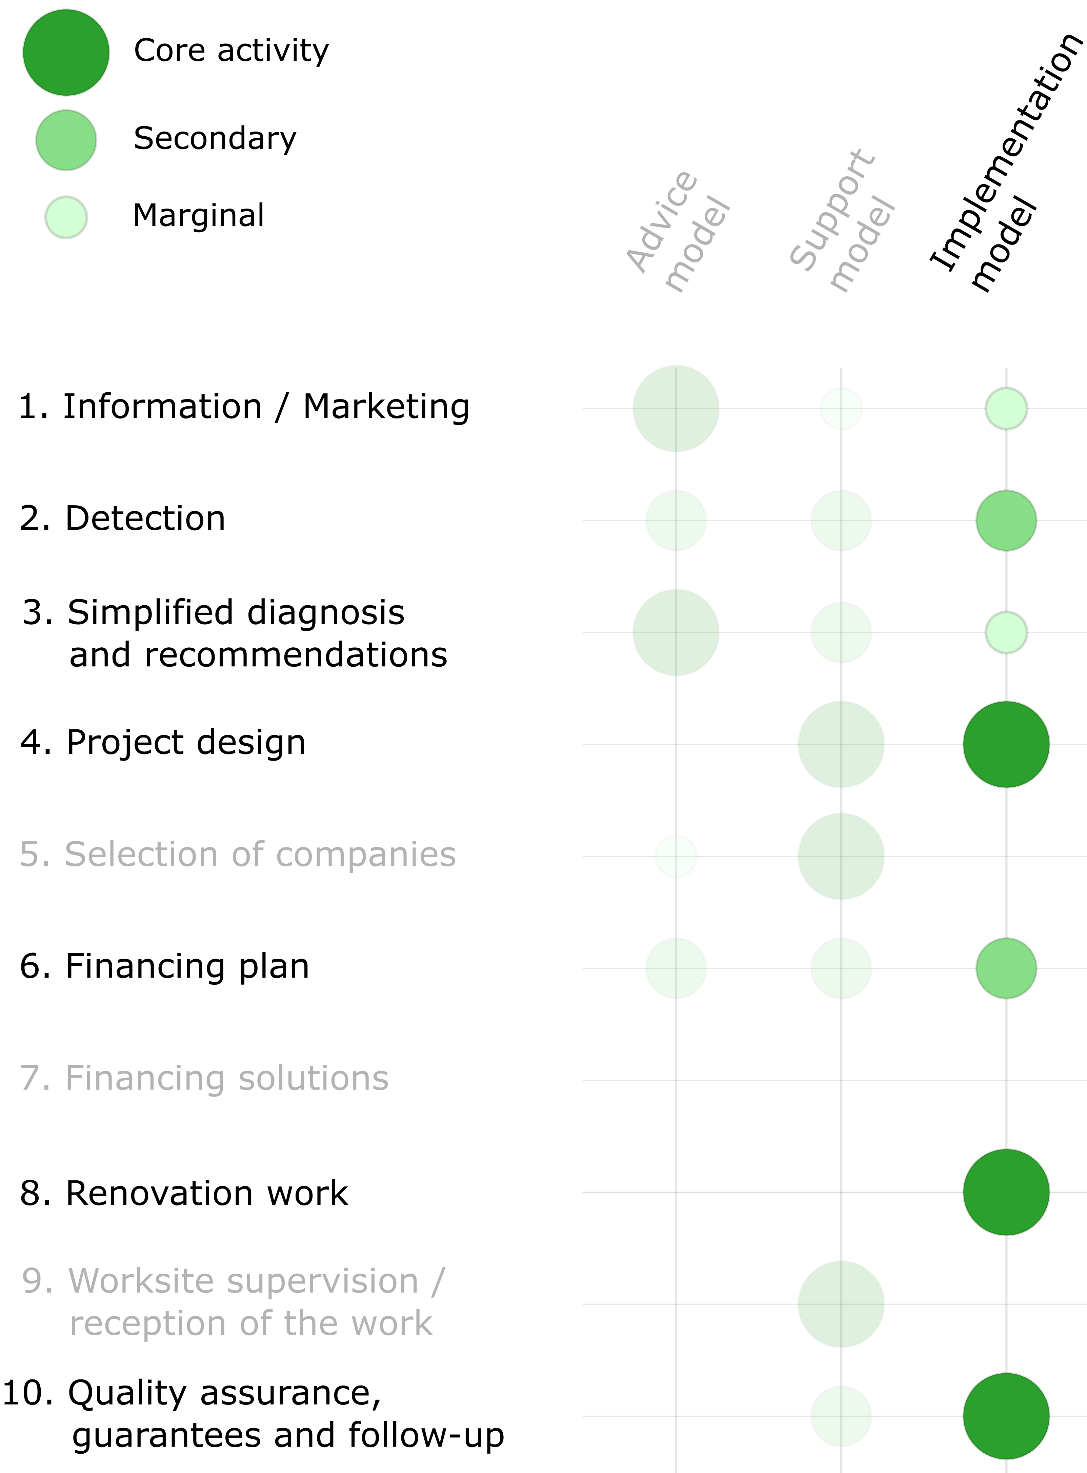 Core activity
Secondary
Marginal
Advice
model
Support
model
Implementation
model
1. Information / Marketing
2. Detection
3. Simplified diagnosis
and recommendations
4. Project design
5. Selection of companies
6. Financing plan
7. Financing solutions
8. Renovation work
9. Worksite supervision /
reception of the work
10. Quality assurance,
guarantees and follow-up